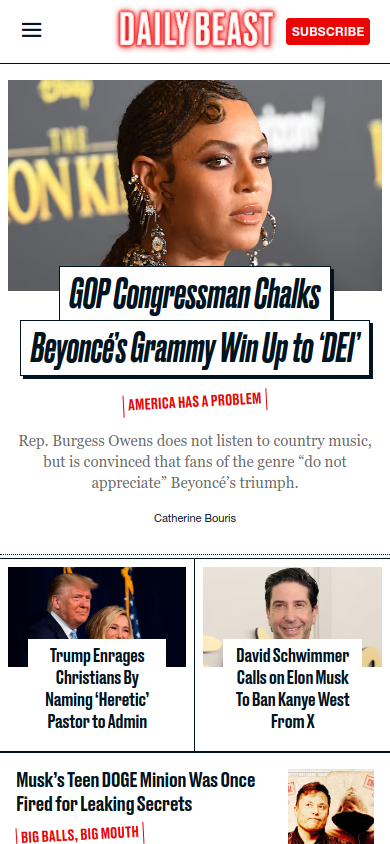 DAILY BEAST
SUBSCRIBE
THE
ON KI
GOP Congressman Chalks
Beyoncé's Grammy Win Up to ‘DEI’
AMERICA HAS A PROBLEM
Rep. Burgess Owens does not listen to country music,
but is convinced that fans of the genre “do not
appreciate” Beyoncé’s triumph.
Catherine Bouris
Trump Enrages
Christians By
Naming ‘Heretic’
Pastor to Admin
David Schwimmer
Calls on Elon Musk
To Ban Kanye West
From X
Musk’s Teen DOGE Minion Was Once
Fired for Leaking Secrets
BIG BALLS, BIG MOUTH